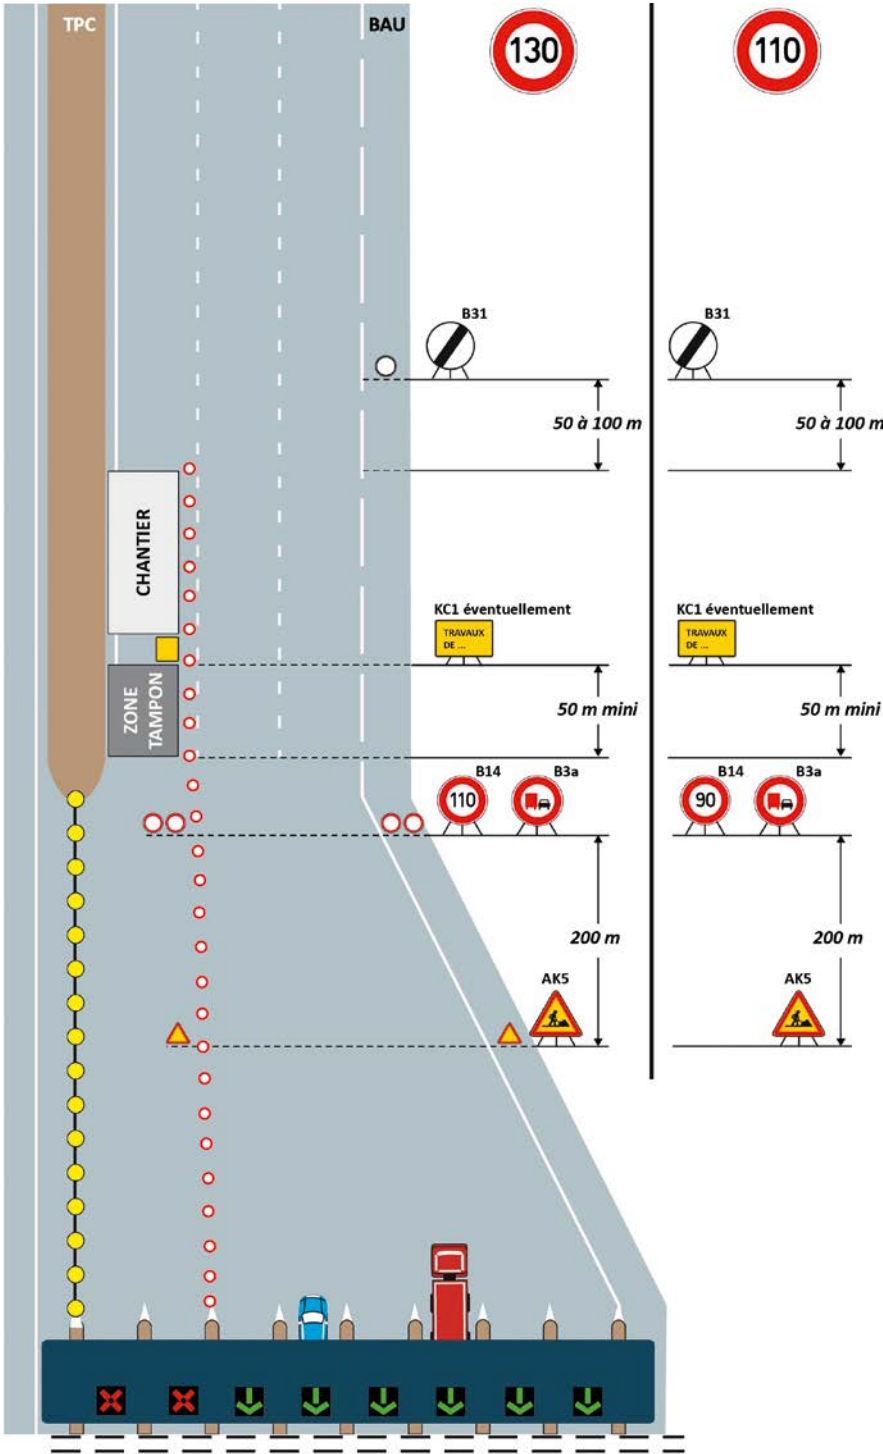 TPC
BAU
130
110
B31
B31
50 à 100 m
50 à 100 m
CHANTIER
KC1 éventuellement
KC1 éventuellement
TRAVAUX
DE ...
TRAVAUX
DE ...
ZONE
TAMPON
50 m mini
50 m mini
B14
B3a
B14
B3a
110
90
200 m
200 m
AK5
AK5